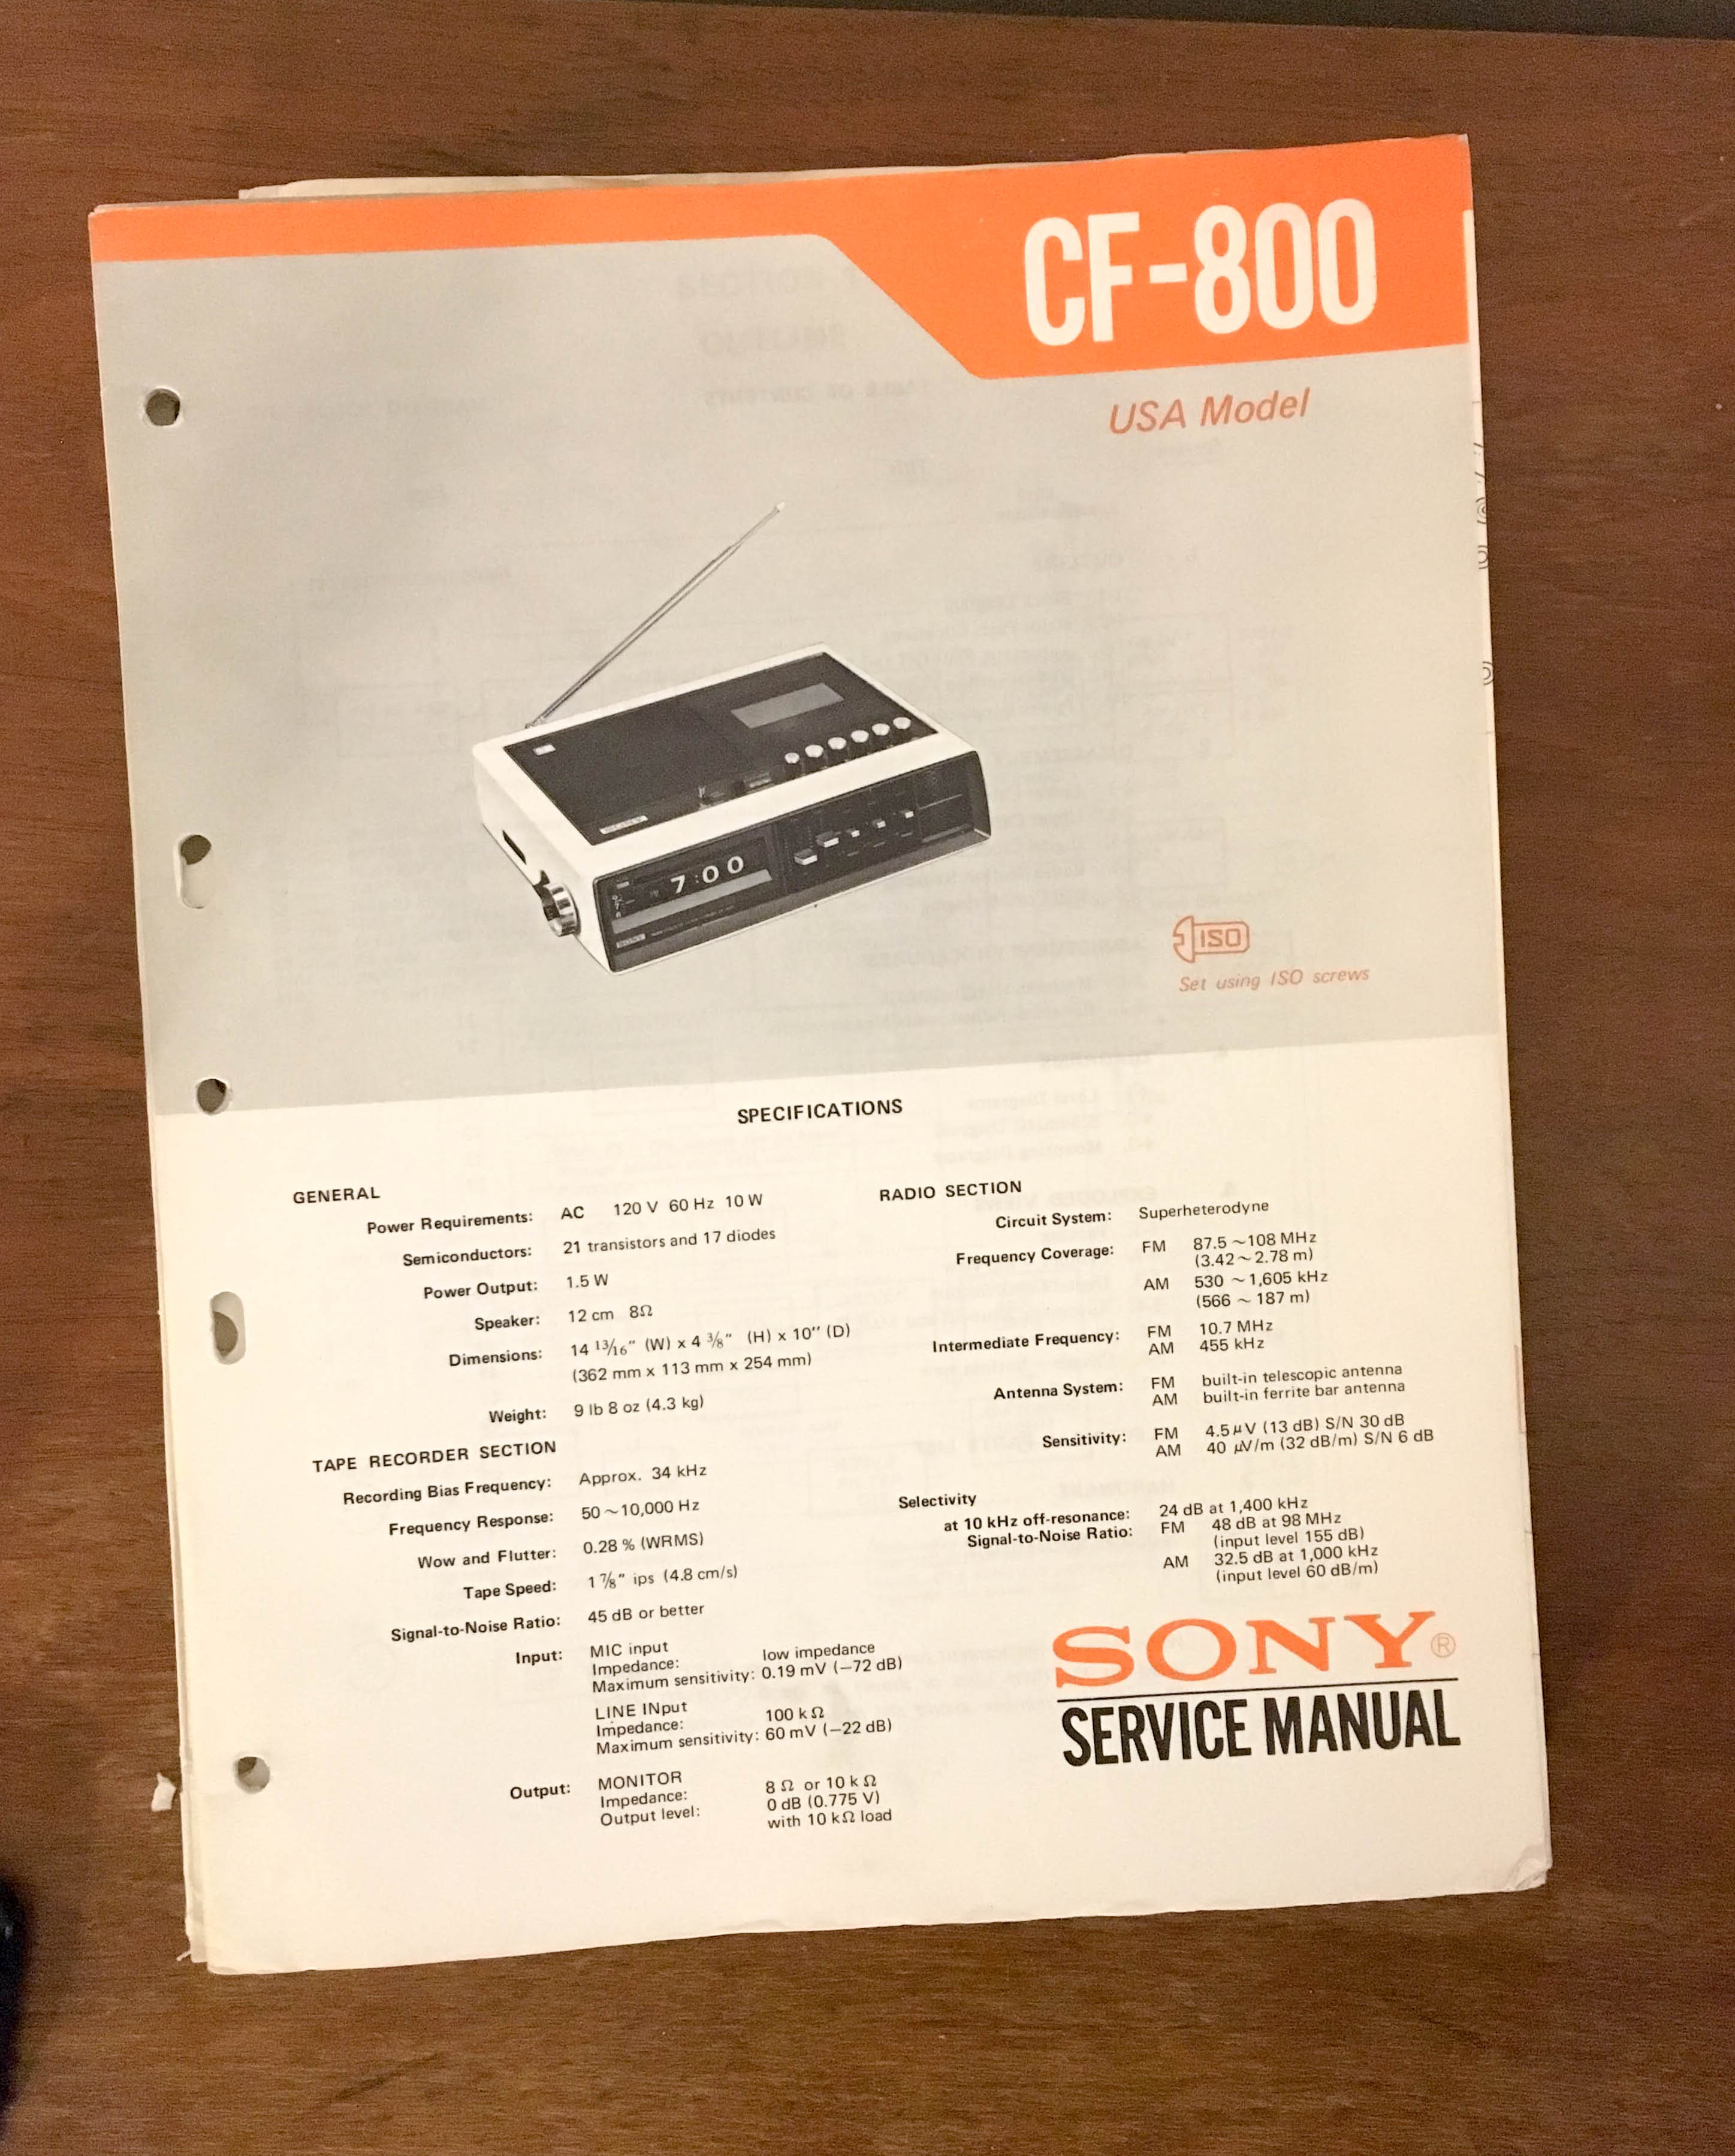 CF-800
USA Model
7:00
SONY
ISO
Set using ISO screws
SPECIFICATIONS
GENERAL
Power Requirements: AC 120 V 60 Hz 10 W
Semiconductors: 21 transistors and 17 diodes
Power Output: 1.5 W
Speaker: 12 cm 8Ω
Dimensions: 14 13/16" (W) x 4 3/8" (H) x 10" (D)
(362 mm x 113 mm x 254 mm)
Weight: 9 lb 8 oz (4.3 kg)
TAPE RECORDER SECTION
Recording Bias Frequency: Approx. 34 kHz
Frequency Response: 50 ~ 10,000 Hz
Wow and Flutter: 0.28 % (WRMS)
Tape Speed: 1 7/8" ips (4.8 cm/s)
Signal-to-Noise Ratio: 45 dB or better
Input: MIC input
Impedance: low impedance
Maximum sensitivity: 0.19 mV (−72 dB)
LINE INput
Impedance: 100 kΩ
Maximum sensitivity: 60 mV (−22 dB)
Output: MONITOR
Impedance: 8 Ω or 10 k Ω
Output level: 0 dB (0.775 V)
with 10 kΩ load
RADIO SECTION
Circuit System: Superheterodyne
Frequency Coverage: FM 87.5 ~ 108 MHz
(3.42 ~ 2.78 m)
AM 530 ~ 1,605 kHz
(566 ~ 187 m)
Intermediate Frequency: FM 10.7 MHz
AM 455 kHz
Antenna System: FM built-in telescopic antenna
AM built-in ferrite bar antenna
Sensitivity: FM 4.5 μV (13 dB) S/N 30 dB
AM 40 μV/m (32 dB/m) S/N 6 dB
Selectivity
at 10 kHz off-resonance: 24 dB at 1,400 kHz
Signal-to-Noise Ratio: FM 48 dB at 98 MHz
(input level 155 dB)
AM 32.5 dB at 1,000 kHz
(input level 60 dB/m)
SONY®
SERVICE MANUAL